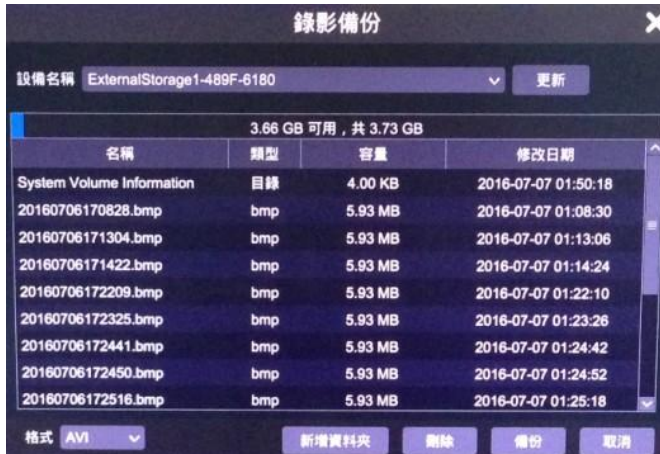 錄影備份
設備名稱 ExternalStorage1-489F-6180 更新
3.66 GB 可用，共 3.73 GB
名稱 類型 容量 修改日期
System Volume Information 目錄 4.00 KB 2016-07-07 01:50:18
20160706170828.bmp bmp 5.93 MB 2016-07-07 01:08:30
20160706171304.bmp bmp 5.93 MB 2016-07-07 01:13:06
20160706171422.bmp bmp 5.93 MB 2016-07-07 01:14:24
20160706172209.bmp bmp 5.93 MB 2016-07-07 01:22:10
20160706172325.bmp bmp 5.93 MB 2016-07-07 01:23:26
20160706172441.bmp bmp 5.93 MB 2016-07-07 01:24:42
20160706172450.bmp bmp 5.93 MB 2016-07-07 01:24:52
20160706172516.bmp bmp 5.93 MB 2016-07-07 01:25:18
格式 AVI 新增資料夾 刪除 備份 取消